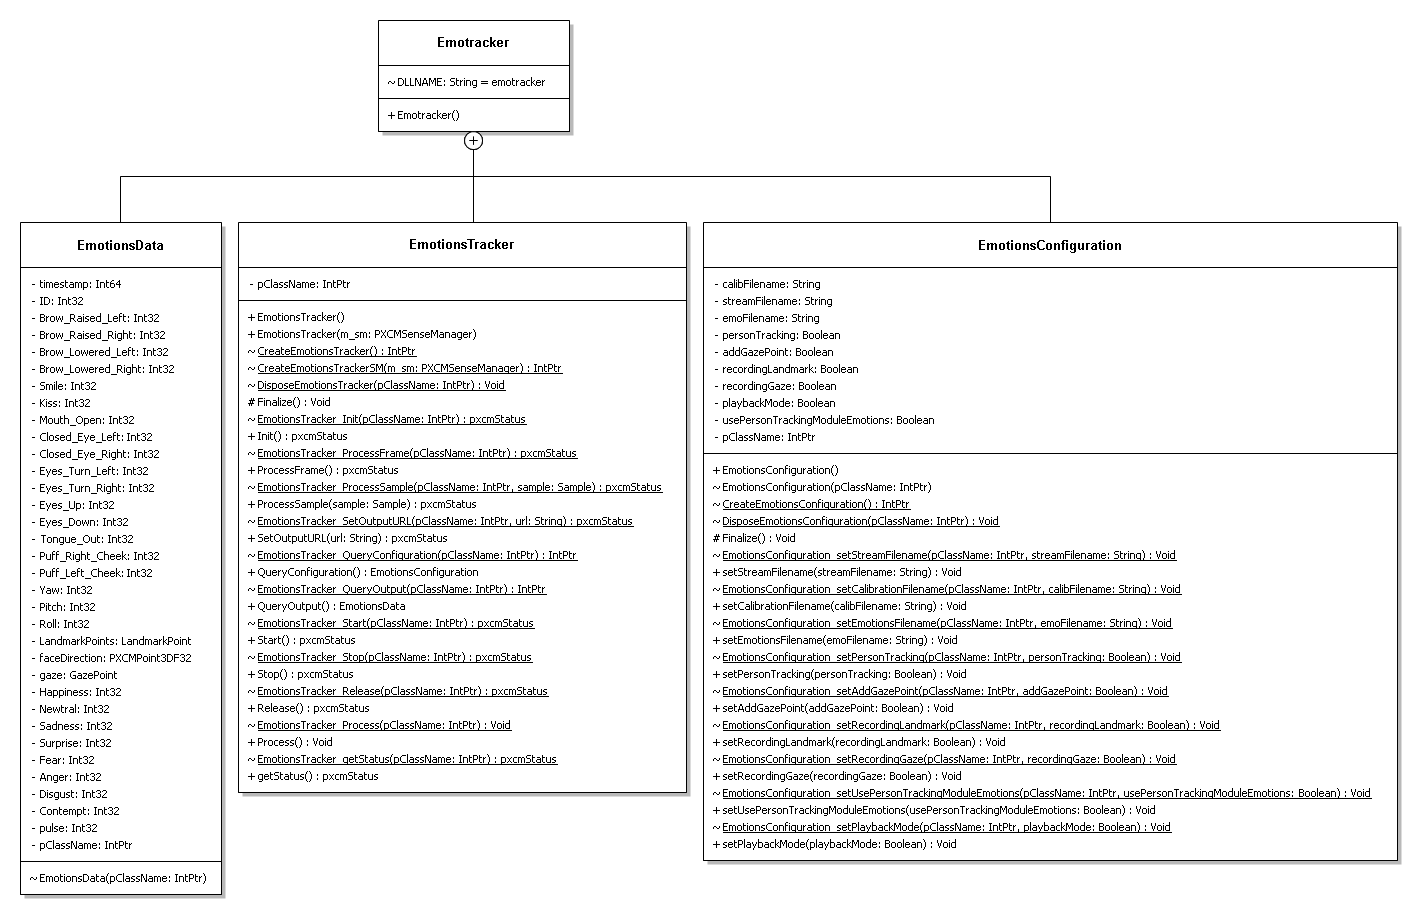 Emotracker
~ DLLNAME: String = emotracker
+ Emotracker()
+
EmotionsData
- timestamp: Int64
- ID: Int32
- Brow_Raised_Left: Int32
- Brow_Raised_Right: Int32
- Brow_Lowered_Left: Int32
- Brow_Lowered_Right: Int32
- Smile: Int32
- Kiss: Int32
- Mouth_Open: Int32
- Closed_Eye_Left: Int32
- Closed_Eye_Right: Int32
- Eyes_Turn_Left: Int32
- Eyes_Turn_Right: Int32
- Eyes_Up: Int32
- Eyes_Down: Int32
- Tongue_Out: Int32
- Puff_Right_Cheek: Int32
- Puff_Left_Cheek: Int32
- Yaw: Int32
- Pitch: Int32
- Roll: Int32
- LandmarkPoints: LandmarkPoint
- faceDirection: PXCMPoint3DF32
- gaze: GazePoint
- Happiness: Int32
- Newtral: Int32
- Sadness: Int32
- Surprise: Int32
- Fear: Int32
- Anger: Int32
- Disgust: Int32
- Contempt: Int32
- pulse: Int32
- pClassName: IntPtr
~ EmotionsData(pClassName: IntPtr)
EmotionsTracker
- pClassName: IntPtr
+ EmotionsTracker()
+ EmotionsTracker(m_sm: PXCMSenseManager)
~ CreateEmotionsTracker() : IntPtr
~ CreateEmotionsTrackerSM(m_sm: PXCMSenseManager) : IntPtr
~ DisposeEmotionsTracker(pClassName: IntPtr) : Void
# Finalize() : Void
~ EmotionsTracker_Init(pClassName: IntPtr) : pxcmStatus
+ Init() : pxcmStatus
~ EmotionsTracker_ProcessFrame(pClassName: IntPtr) : pxcmStatus
+ ProcessFrame() : pxcmStatus
~ EmotionsTracker_ProcessSample(pClassName: IntPtr, sample: Sample) : pxcmStatus
+ ProcessSample(sample: Sample) : pxcmStatus
~ EmotionsTracker_SetOutputURL(pClassName: IntPtr, url: String) : pxcmStatus
+ SetOutputURL(url: String) : pxcmStatus
~ EmotionsTracker_QueryConfiguration(pClassName: IntPtr) : IntPtr
+ QueryConfiguration() : EmotionsConfiguration
~ EmotionsTracker_QueryOutput(pClassName: IntPtr) : IntPtr
+ QueryOutput() : EmotionsData
~ EmotionsTracker_Start(pClassName: IntPtr) : pxcmStatus
+ Start() : pxcmStatus
~ EmotionsTracker_Stop(pClassName: IntPtr) : pxcmStatus
+ Stop() : pxcmStatus
~ EmotionsTracker_Release(pClassName: IntPtr) : pxcmStatus
+ Release() : pxcmStatus
~ EmotionsTracker_Process(pClassName: IntPtr) : Void
+ Process() : Void
~ EmotionsTracker_getStatus(pClassName: IntPtr) : pxcmStatus
+ getStatus() : pxcmStatus
EmotionsConfiguration
- calibFilename: String
- streamFilename: String
- emoFilename: String
- personTracking: Boolean
- addGazePoint: Boolean
- recordingLandmark: Boolean
- recordingGaze: Boolean
- playbackMode: Boolean
- usePersonTrackingModuleEmotions: Boolean
- pClassName: IntPtr
+ EmotionsConfiguration()
~ EmotionsConfiguration(pClassName: IntPtr)
~ CreateEmotionsConfiguration() : IntPtr
~ DisposeEmotionsConfiguration(pClassName: IntPtr) : Void
# Finalize() : Void
~ EmotionsConfiguration_setStreamFilename(pClassName: IntPtr, streamFilename: String) : Void
+ setStreamFilename(streamFilename: String) : Void
~ EmotionsConfiguration_setCalibrationFilename(pClassName: IntPtr, calibFilename: String) : Void
+ setCalibrationFilename(calibFilename: String) : Void
~ EmotionsConfiguration_setEmotionsFilename(pClassName: IntPtr, emoFilename: String) : Void
+ setEmotionsFilename(emoFilename: String) : Void
~ EmotionsConfiguration_setPersonTracking(pClassName: IntPtr, personTracking: Boolean) : Void
+ setPersonTracking(personTracking: Boolean) : Void
~ EmotionsConfiguration_setAddGazePoint(pClassName: IntPtr, addGazePoint: Boolean) : Void
+ setAddGazePoint(addGazePoint: Boolean) : Void
~ EmotionsConfiguration_setRecordingLandmark(pClassName: IntPtr, recordingLandmark: Boolean) : Void
+ setRecordingLandmark(recordingLandmark: Boolean) : Void
~ EmotionsConfiguration_setRecordingGaze(pClassName: IntPtr, recordingGaze: Boolean) : Void
+ setRecordingGaze(recordingGaze: Boolean) : Void
~ EmotionsConfiguration_setUsePersonTrackingModuleEmotions(pClassName: IntPtr, usePersonTrackingModuleEmotions: Boolean) : Void
+ setUsePersonTrackingModuleEmotions(usePersonTrackingModuleEmotions: Boolean) : Void
~ EmotionsConfiguration_setPlaybackMode(pClassName: IntPtr, playbackMode: Boolean) : Void
+ setPlaybackMode(playbackMode: Boolean) : Void